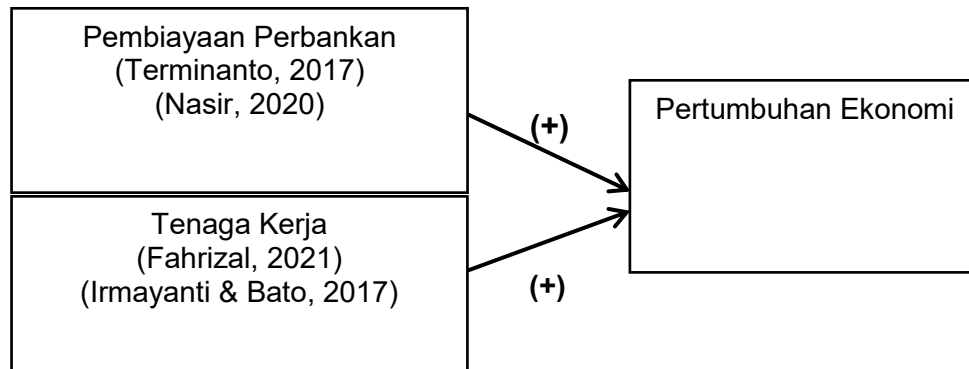 Pembiayaan Perbankan
(Terminanto, 2017)
(Nasir, 2020)
(+)
Pertumbuhan Ekonomi
Tenaga Kerja
(Fahrizal, 2021)
(Irmayanti & Bato, 2017)
(+)